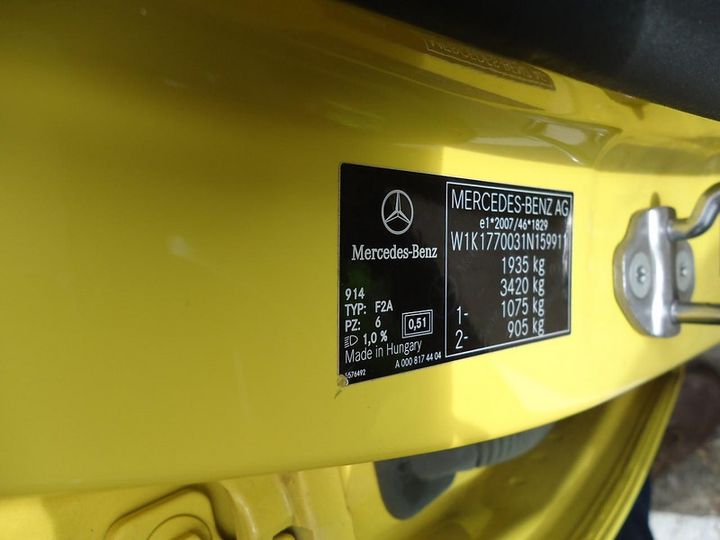 Mercedes-Benz
914
TYP: F2A
PZ: 6
0,51
1,0 %
Made in Hungary
A 000 817 44 04
MERCEDES-BENZ AG
e1*2007/46*1829
W1K1770031N159911
1935 kg
3420 kg
1- 1075 kg
2- 905 kg